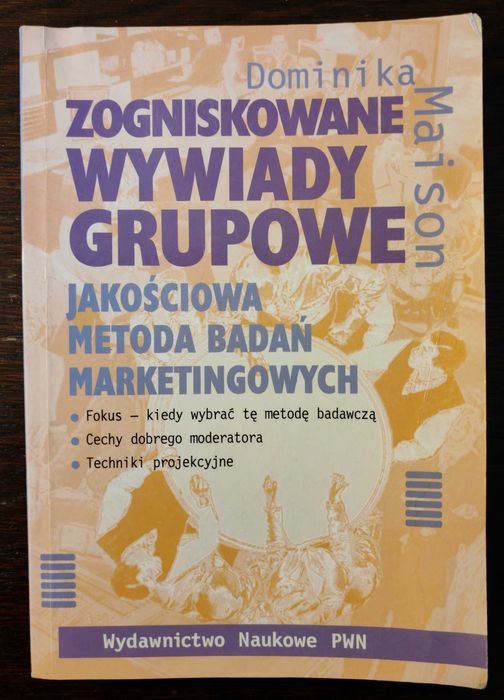 Dominika
Maison
ZOGNISKOWANE
WYWIADY
GRUPOWE
JAKOŚCIOWA
METODA BADAŃ
MARKETINGOWYCH
• Fokus – kiedy wybrać tę metodę badawczą
• Cechy dobrego moderatora
• Techniki projekcyjne
Wydawnictwo Naukowe PWN